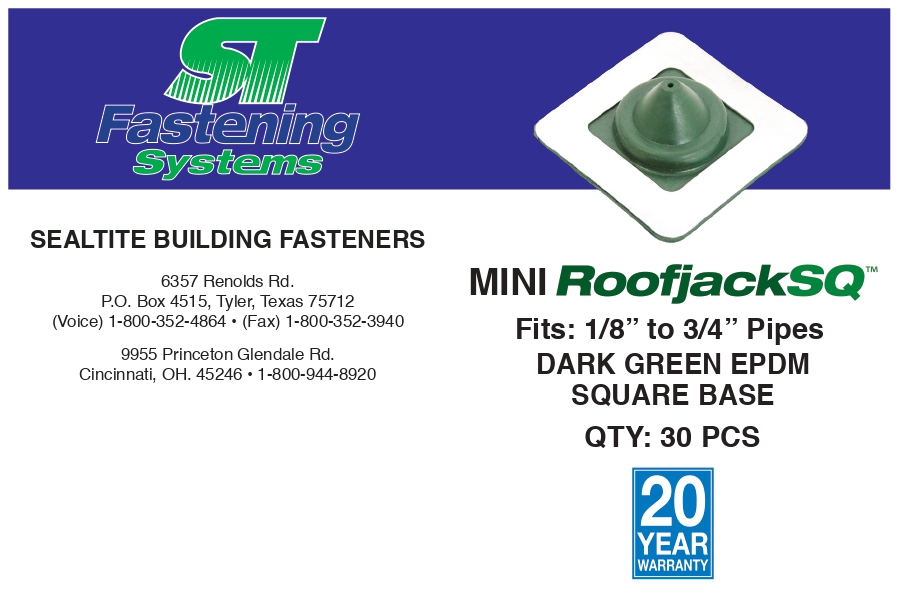 ST
Fastening
Systems
SEALTITE BUILDING FASTENERS
6357 Renolds Rd.
P.O. Box 4515, Tyler, Texas 75712
(Voice) 1-800-352-4864 • (Fax) 1-800-352-3940
9955 Princeton Glendale Rd.
Cincinnati, OH. 45246 • 1-800-944-8920
MINI RoofjackSQ™
Fits: 1/8” to 3/4” Pipes
DARK GREEN EPDM
SQUARE BASE
QTY: 30 PCS
20
YEAR
WARRANTY